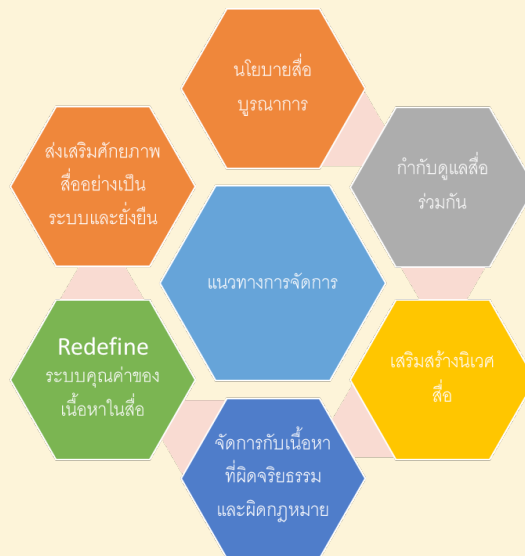 นโยบายสื่อ
บูรณาการ
กำกับดูแลสื่อ
ร่วมกัน
เสริมสร้างนิเวศ
สื่อ
จัดการกับเนื้อหา
ที่ผิดจริยธรรม
และผิดกฎหมาย
Redefine
ระบบคุณค่าของ
เนื้อหาในสื่อ
ส่งเสริมศักยภาพ
สื่ออย่างเป็น
ระบบและยั่งยืน
แนวทางการจัดการ